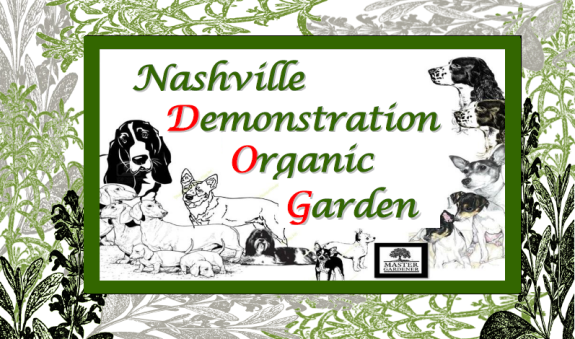 Nashville
Demonstration
Organic
Garden
MASTER
GARDENER